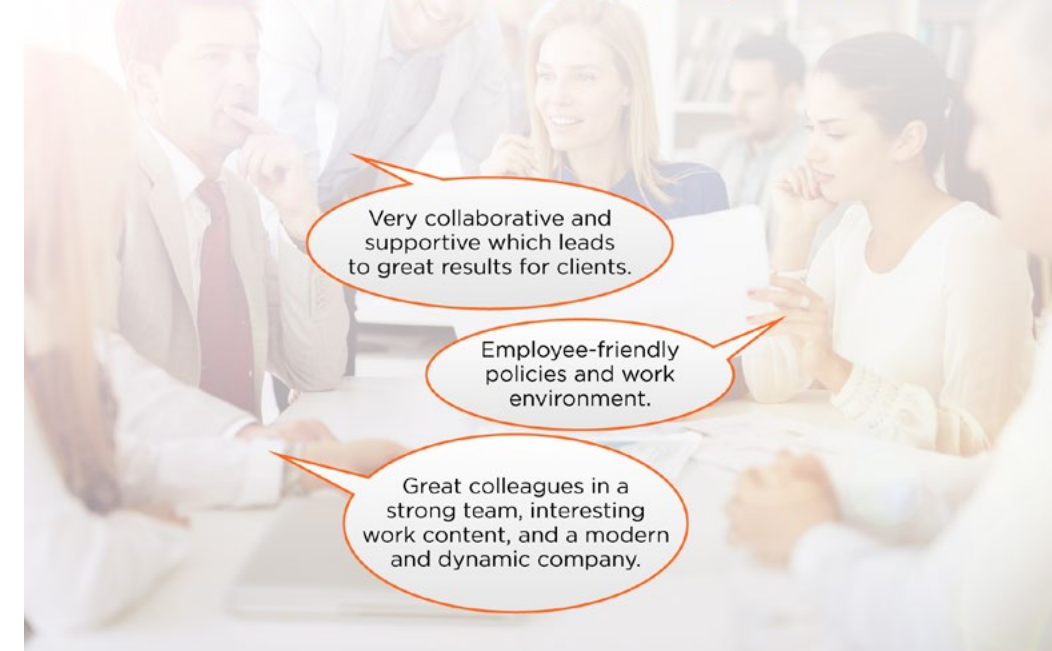 Very collaborative and
supportive which leads
to great results for clients.
Employee-friendly
policies and work
environment.
Great colleagues in a
strong team, interesting
work content, and a modern
and dynamic company.